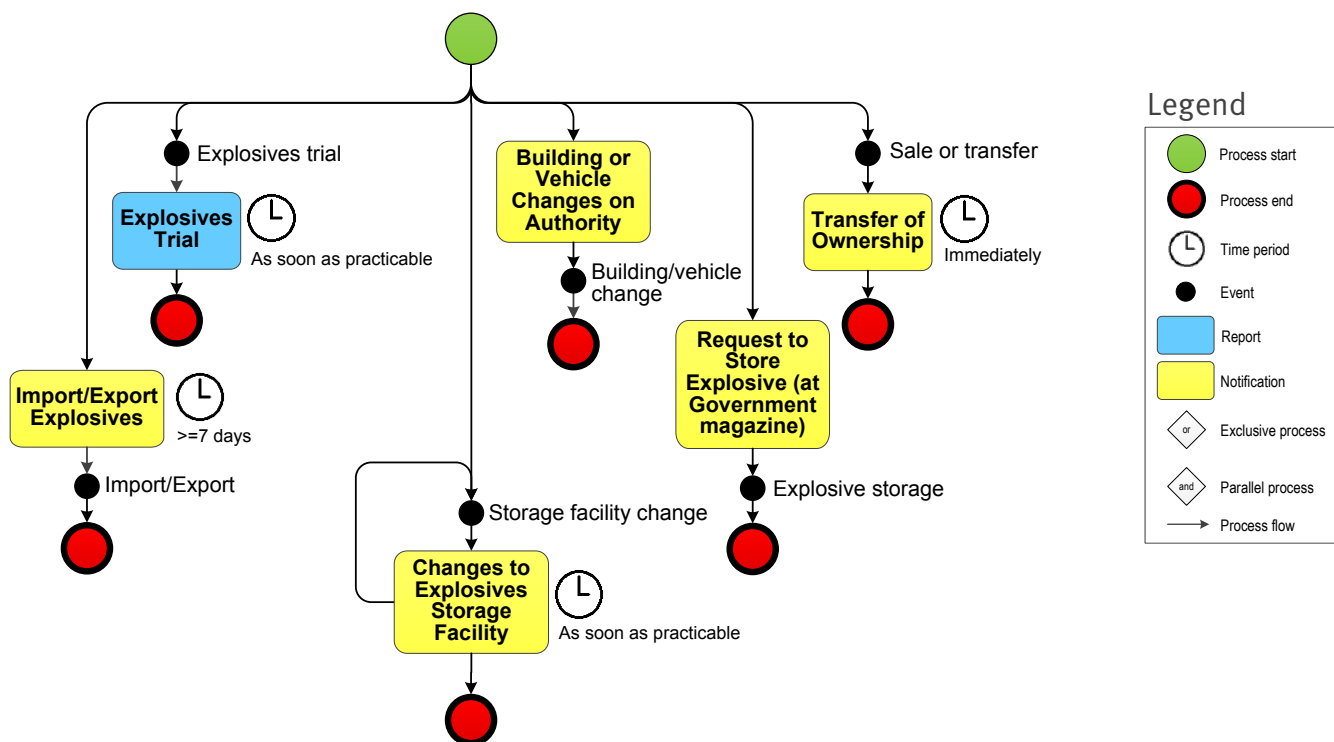 Explosives trial
Explosives
Trial
As soon as practicable
Import/Export
Explosives
>=7 days
Import/Export
Storage facility change
Changes to
Explosives
Storage
Facility
As soon as practicable
Building or
Vehicle
Changes on
Authority
Building/vehicle
change
Request to
Store
Explosive (at
Government
magazine)
Explosive storage
Sale or transfer
Transfer of
Ownership
Immediately
Legend
Process start
Process end
Time period
Event
Report
Notification
or
Exclusive process
and
Parallel process
Process flow